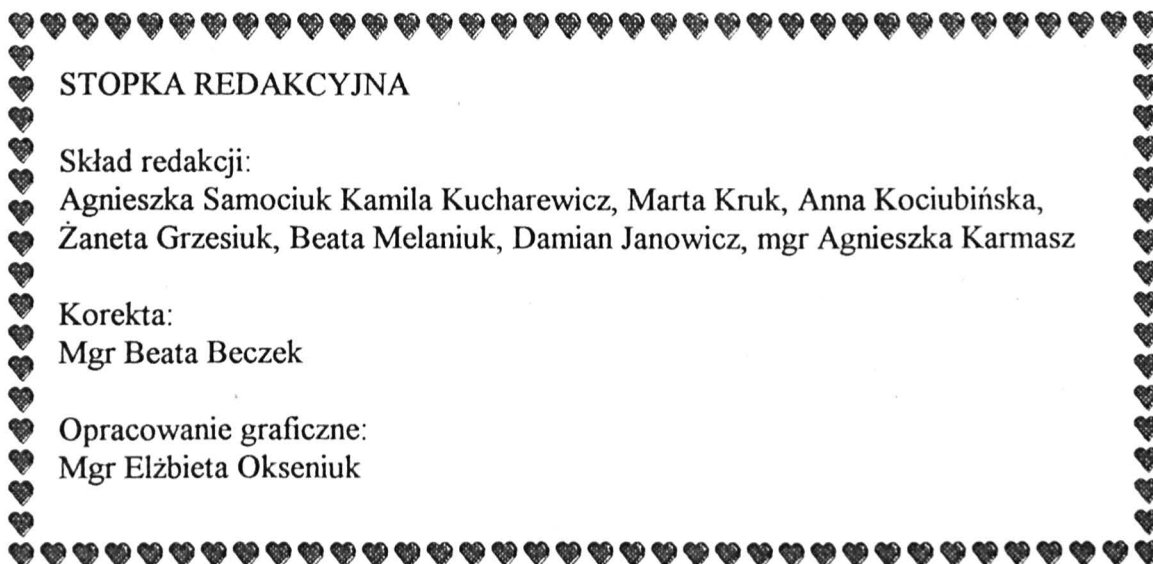 STOPKA REDAKCYJNA
Skład redakcji:
Agnieszka Samociuk Kamila Kucharewicz, Marta Kruk, Anna Kociubińska,
Żaneta Grzesiuk, Beata Melaniuk, Damian Janowicz, mgr Agnieszka Karmasz
Korekta:
Mgr Beata Beczek
Opracowanie graficzne:
Mgr Elżbieta Okseniuk